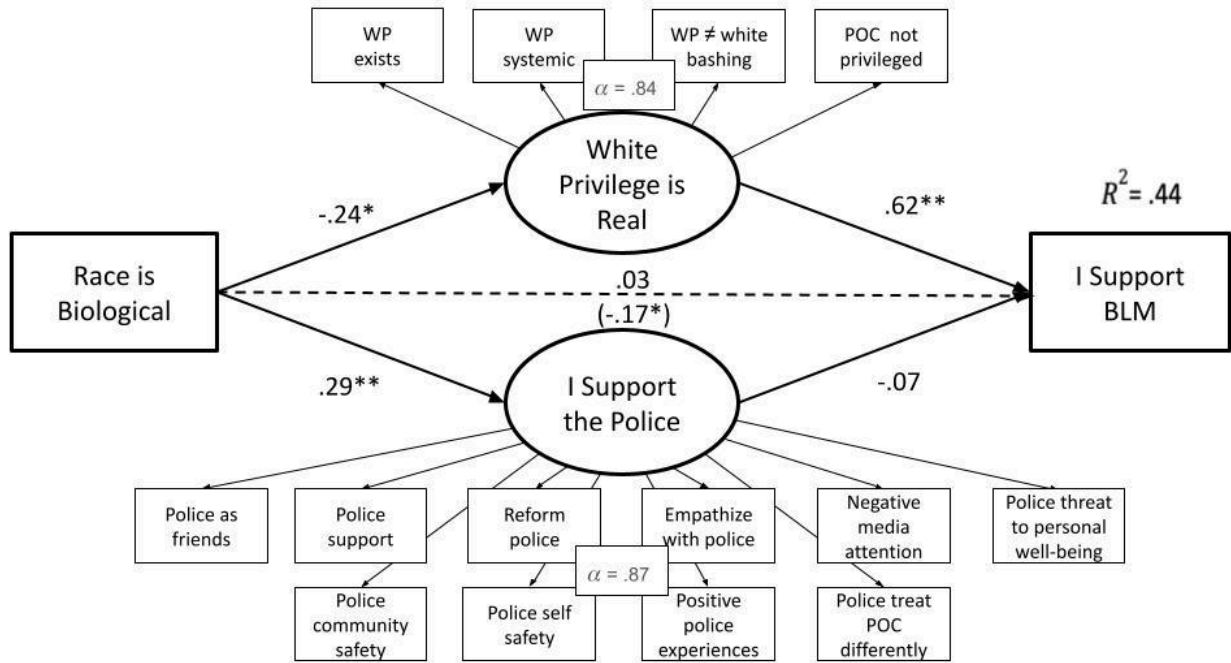 WP
exists
WP
systemic
WP ≠ white
bashing
POC not
privileged
α = .84
White
Privilege is
Real
R² = .44
-.24*
.62**
Race is
Biological
.03
(-.17*)
I Support
BLM
.29**
-.07
I Support
the Police
Police as
friends
Police
support
Reform
police
Empathize
with police
Negative
media
attention
Police threat
to personal
well-being
α = .87
Police
community
safety
Police self
safety
Positive
police
experiences
Police treat
POC
differently